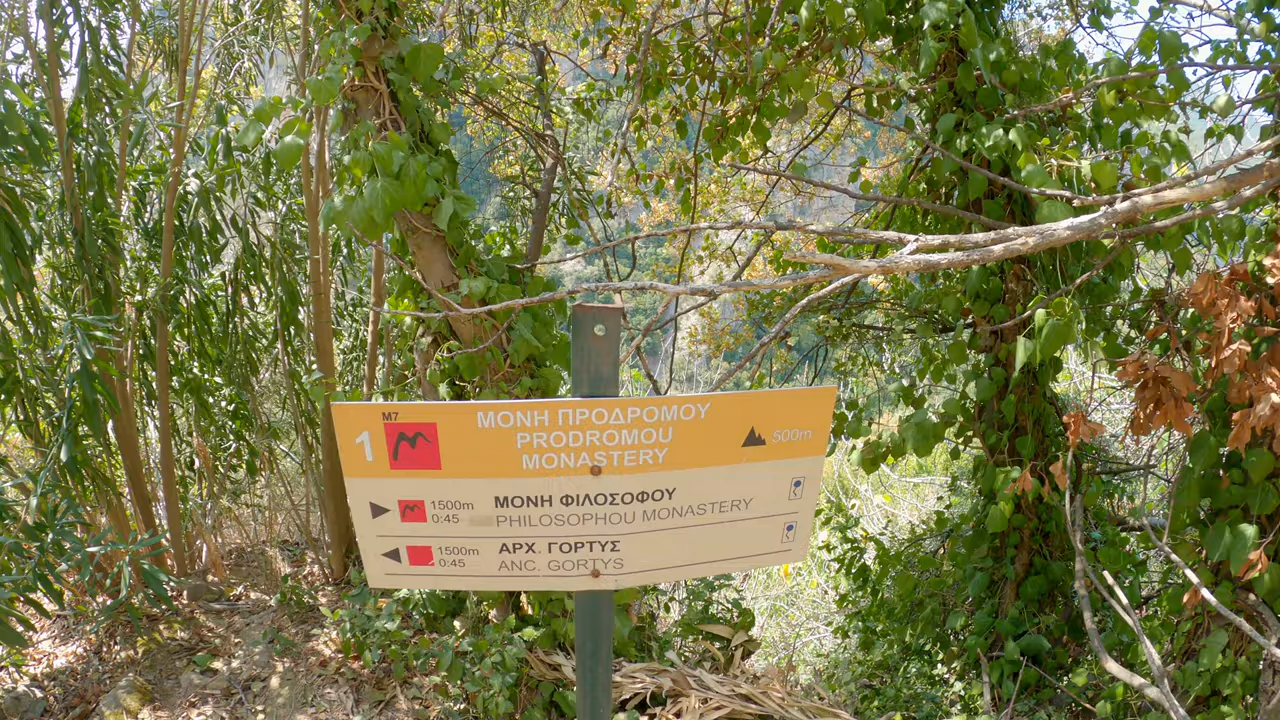 M7
1
ΜΟΝΗ ΠΡΟΔΡΟΜΟΥ
PRODROMOU
MONASTERY
500m
1500m
0:45
ΜΟΝΗ ΦΙΛΟΣΟΦΟΥ
PHILOSOPHOU MONASTERY
1500m
0:45
ΑΡΧ. ΓΟΡΤΥΣ
ANC. GORTYS